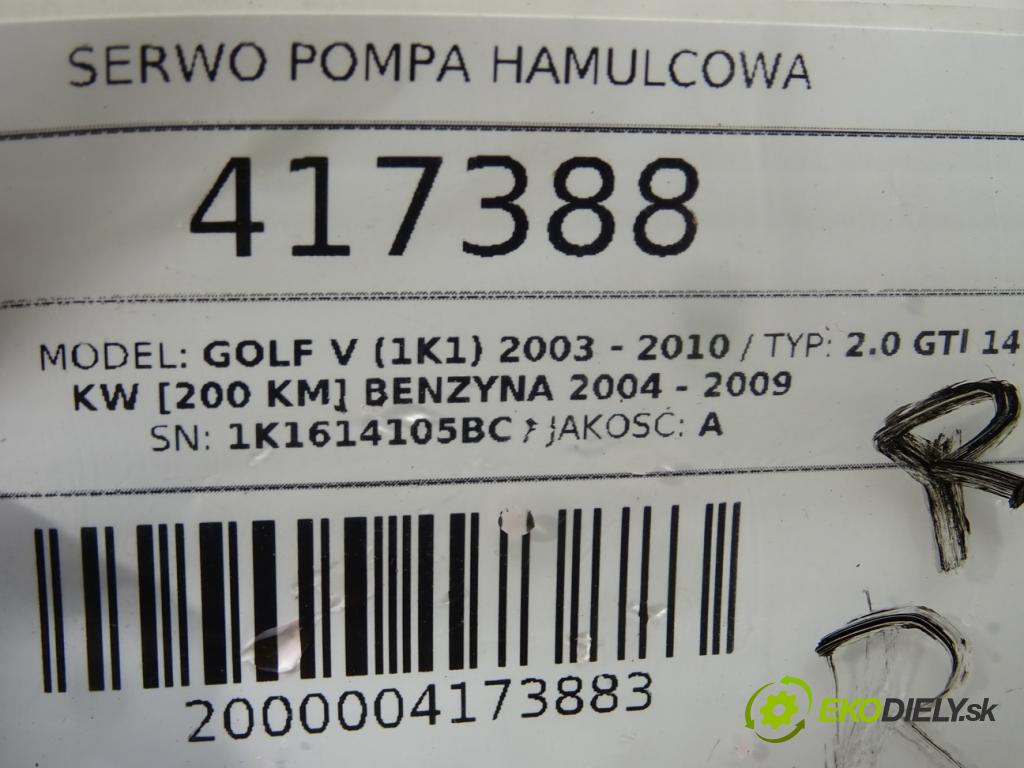 SERWO POMPA HAMULCOWA
417388
MODEL: GOLF V (1K1) 2003 - 2010 / TYP: 2.0 GTI 14
KW [200 KM] BENZYNA 2004 - 2009
SN: 1K1614105BC / JAKOŚĆ: A
R
2000004173883
R
EKODIELY.sk